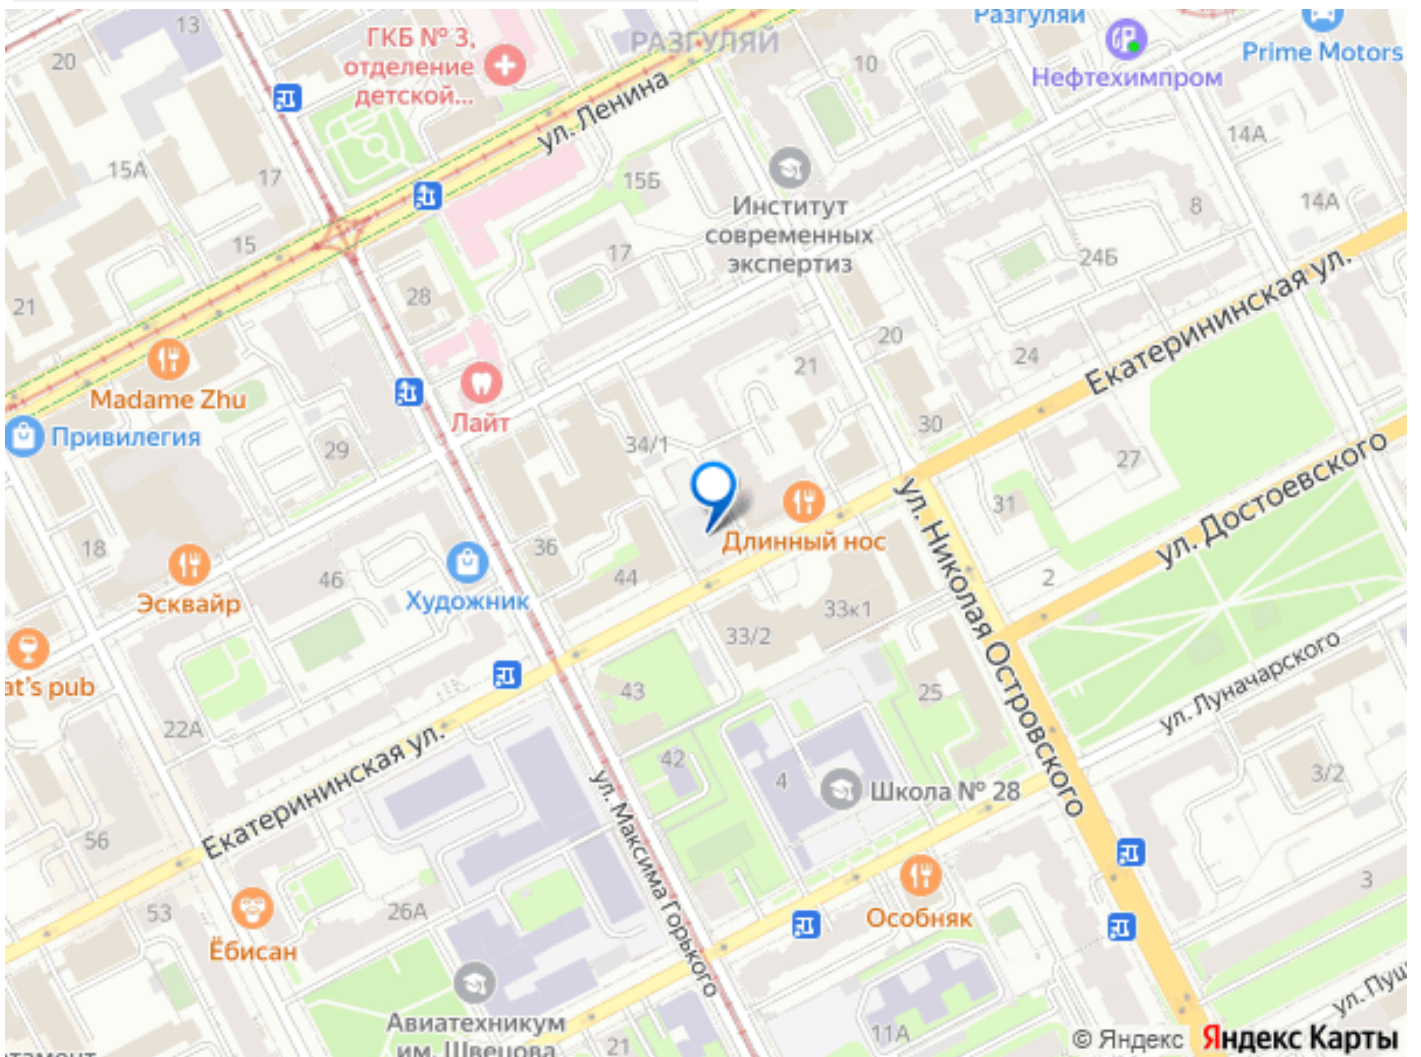 13
20
ГКБ № 3,
отделение
детской...
РАЗГУЛЯЙ
Разгуляй
Prime Motors
Нефтехимпром
10
ул. Ленина
14А
15А
17
15Б
Институт
современных
экспертиз
8
14А
15
17
24Б
21
28
Екатерининская ул.
20
24
21
Madame Zhu
Лайт
Привилегия
29
34/1
30
27
ул. Достоевского
31
Длинный нос
ул. Николая Островского
18
36
46
44
2
Эсквайр
Художник
33к1
33/2
at's pub
43
25
ул. Луначарского
22А
Екатерининская ул.
42
4
Школа № 28
3/2
ул. Максима Горького
56
3
53
26А
Особняк
Ёбисан
Авиатехникум
им. Швецова
21
11А
ул. Пуш
© Яндекс Яндекс Карты